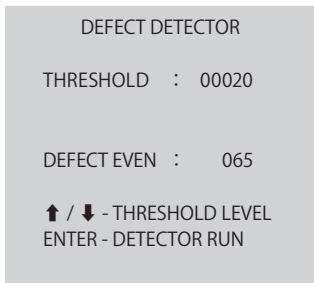 DEFECT DETECTOR
THRESHOLD : 00020
DEFECT EVEN : 065
⬆ / ⬇ - THRESHOLD LEVEL
ENTER - DETECTOR RUN